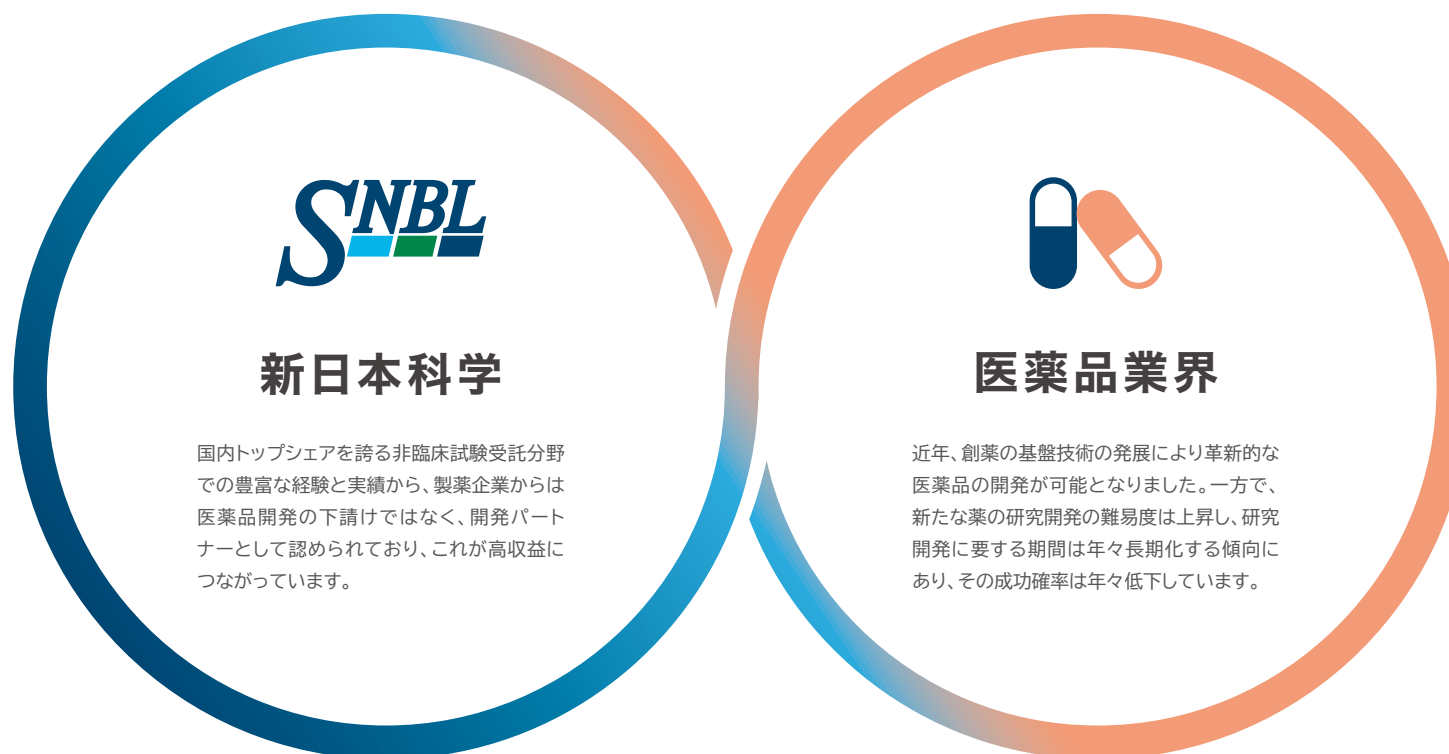 SNBL
新日本科学
国内トップシェアを誇る非臨床試験受託分野
での豊富な経験と実績から、製薬企業からは
医薬品開発の下請けではなく、開発パート
ナーとして認められており、これが高収益に
つながっています。
医薬品業界
近年、創薬の基盤技術の発展により革新的な
医薬品の開発が可能となりました。一方で、
新たな薬の研究開発の難易度は上昇し、研究
開発に要する期間は年々長期化する傾向に
あり、その成功確率は年々低下しています。